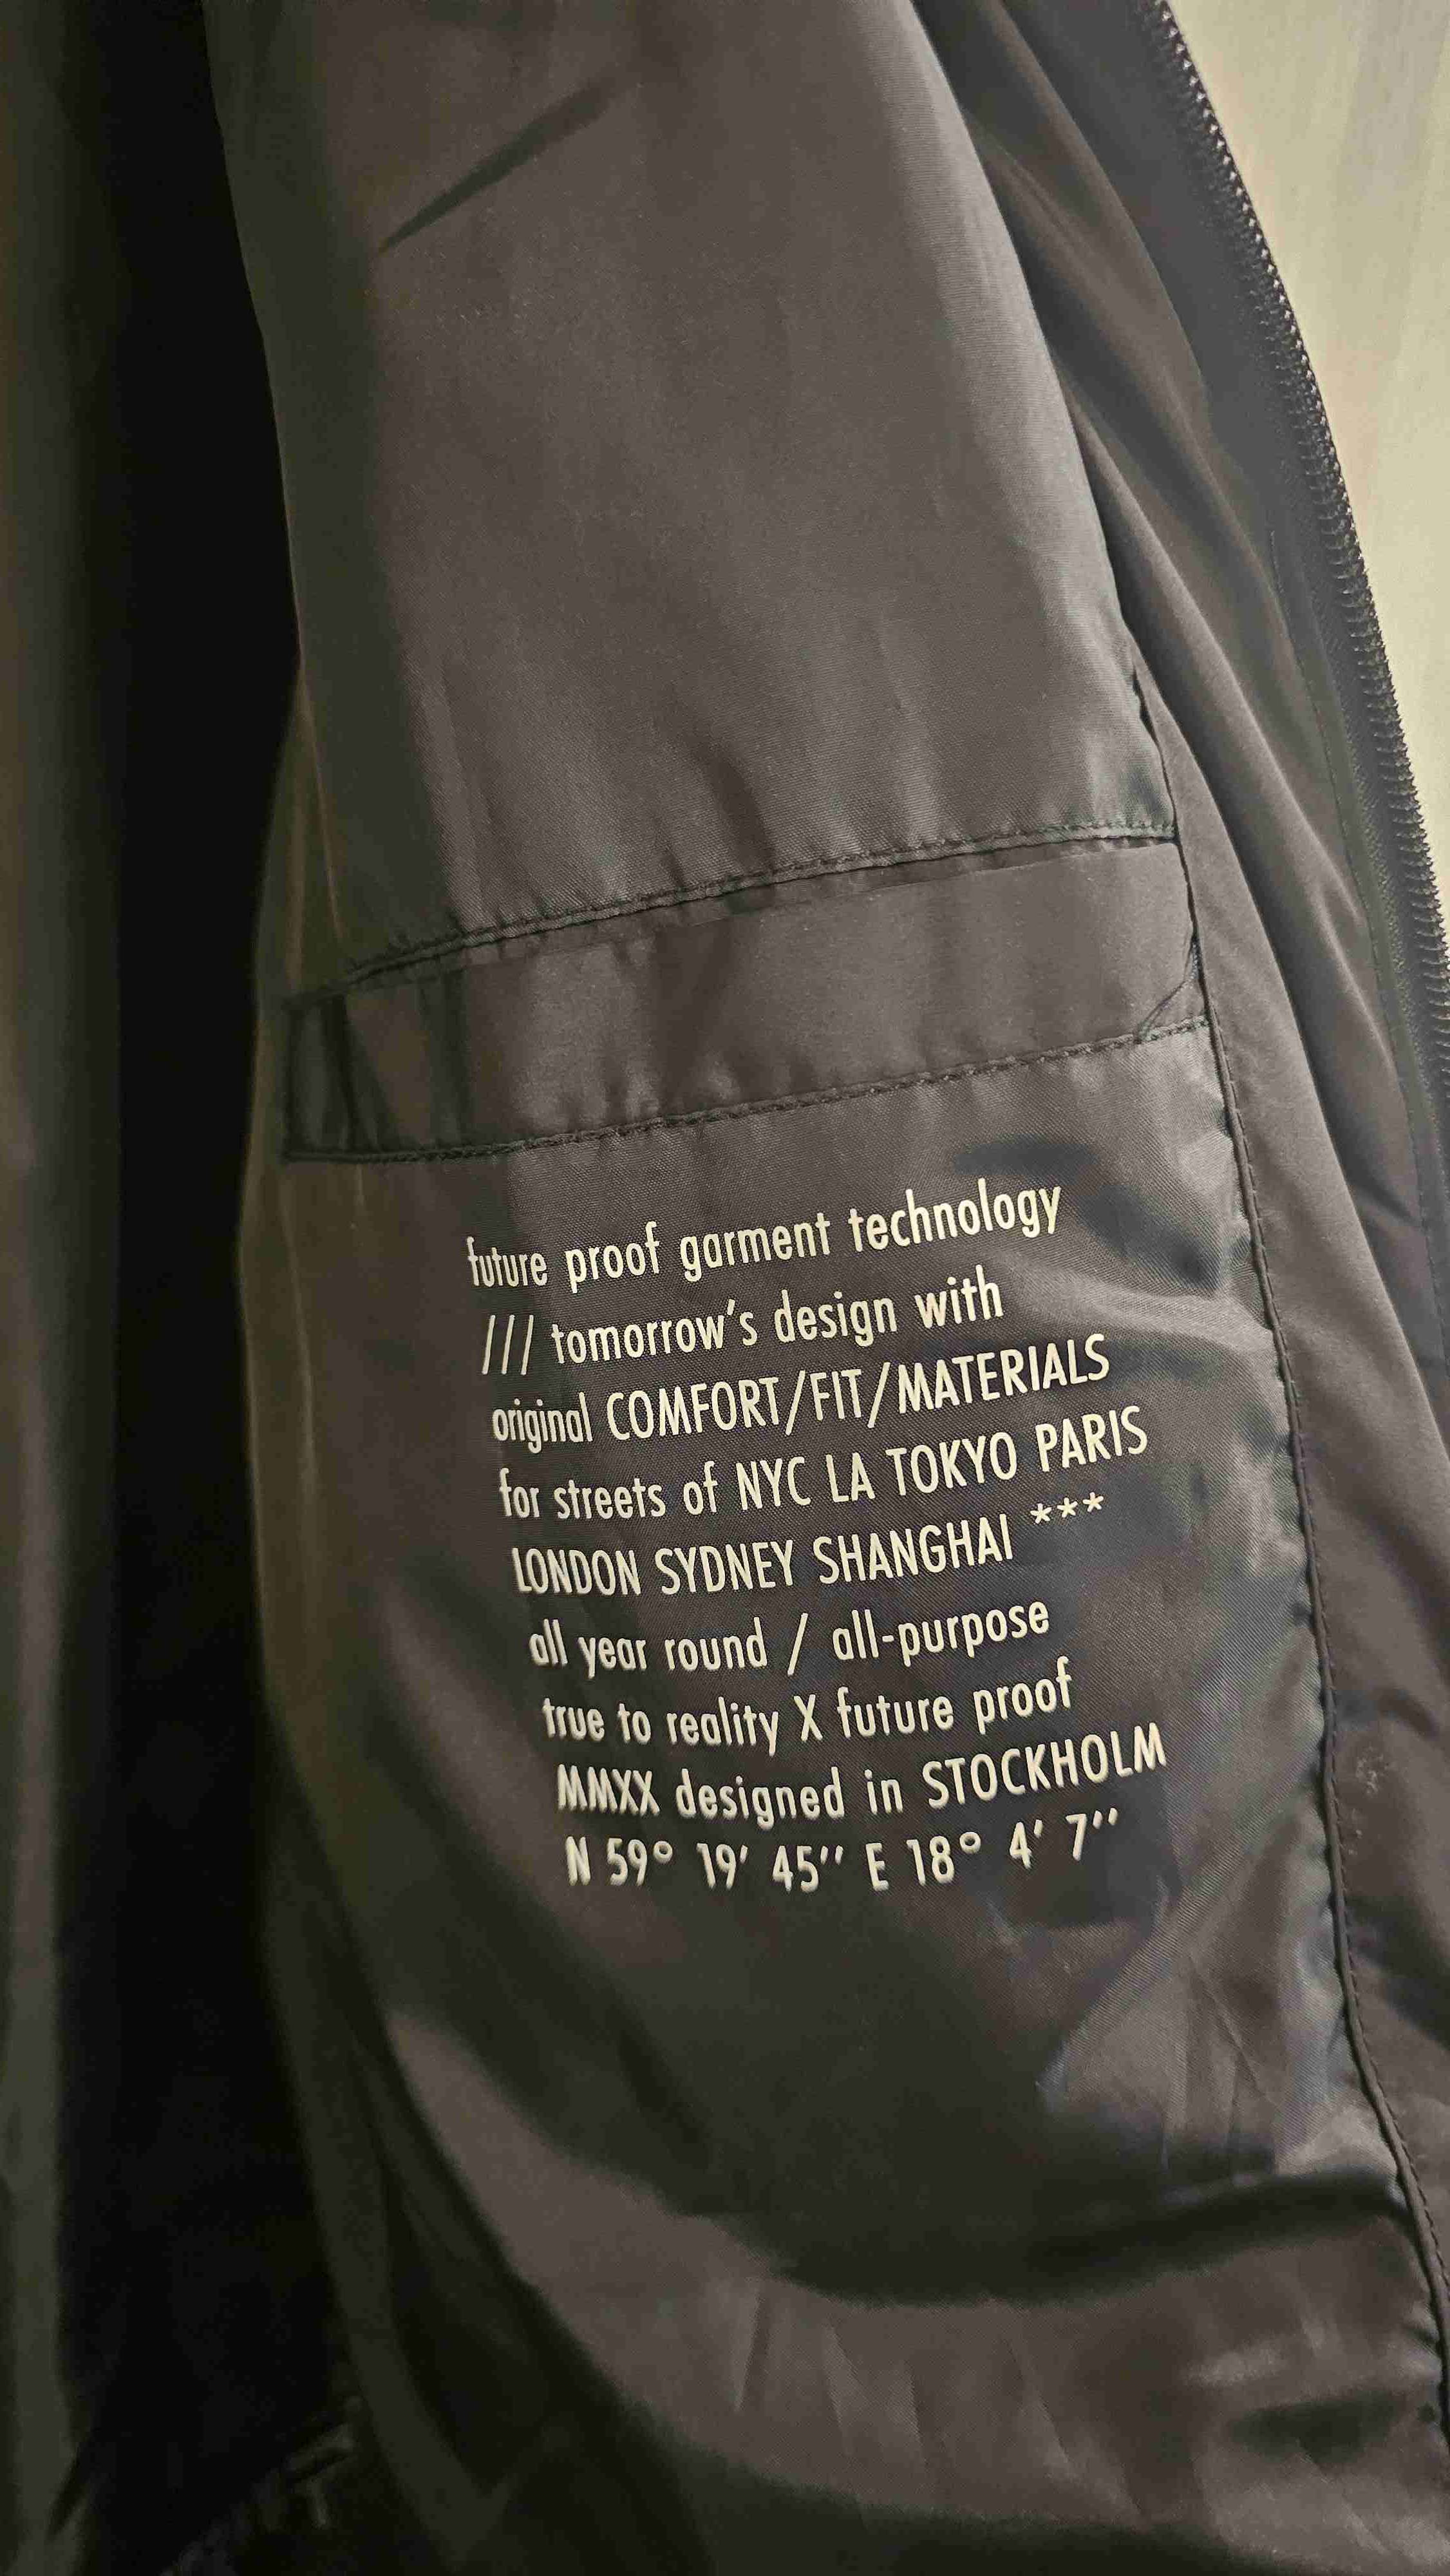 future proof garment technology
/// tomorrow's design with
original COMFORT/FIT/MATERIALS
for streets of NYC LA TOKYO PARIS
LONDON SYDNEY SHANGHAI ***
all year round / all-purpose
true to reality X future proof
MMXX designed in STOCKHOLM
N 59° 19' 45'' E 18° 4' 7''